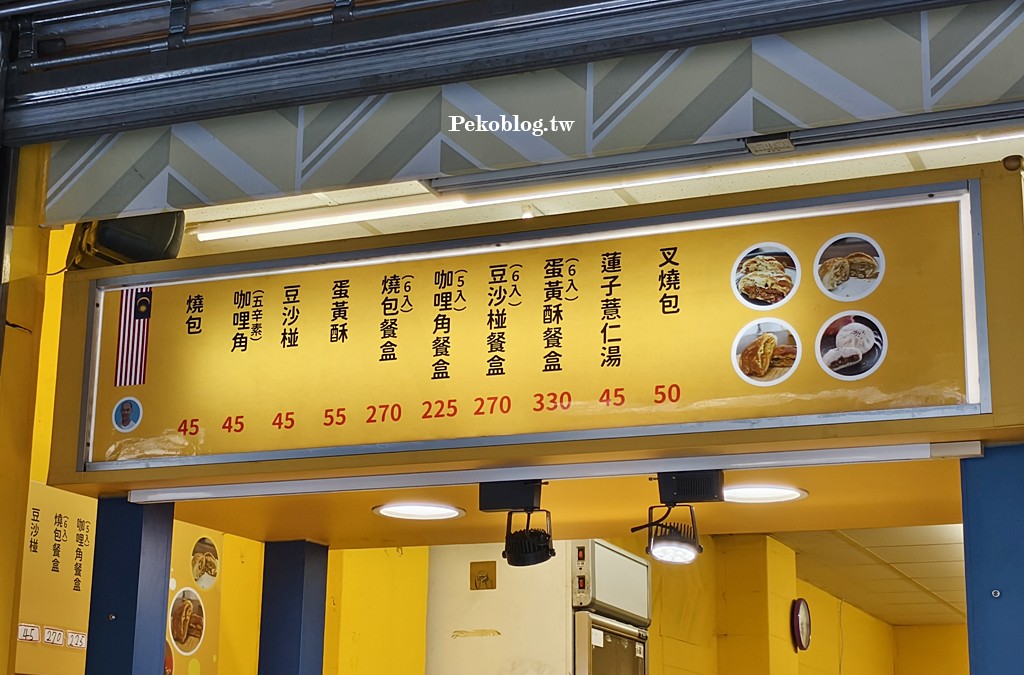 Pekoblog.tw
燒包 45
咖哩角(五辛素) 45
豆沙椪 45
蛋黃酥 55
燒包餐盒(6入) 270
咖哩角餐盒(5入) 225
豆沙椪餐盒(6入) 270
蛋黃酥餐盒(6入) 330
蓮子薏仁湯 45
叉燒包 50
豆沙椪 45
燒包餐盒(6入) 270
咖哩角餐盒(5入) 225